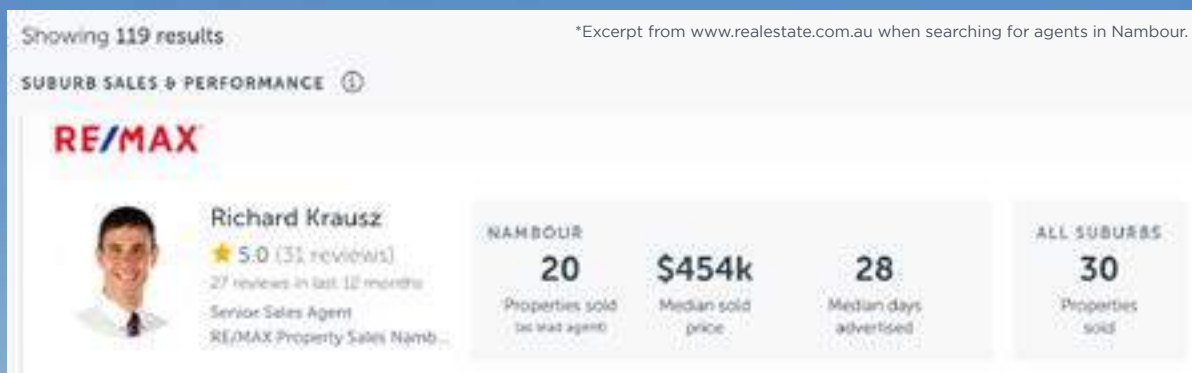 Showing 119 results
*Excerpt from www.realestate.com.au when searching for agents in Nambour.
SUBURB SALES & PERFORMANCE
RE/MAX
Richard Krausz
5.0 (31 reviews)
27 reviews in last 12 months
Senior Sales Agent
RE/MAX Property Sales Namb...
NAMBOUR
20
Properties sold
(as lead agent)
$454k
Median sold
price
28
Median days
advertised
ALL SUBURBS
30
Properties
sold